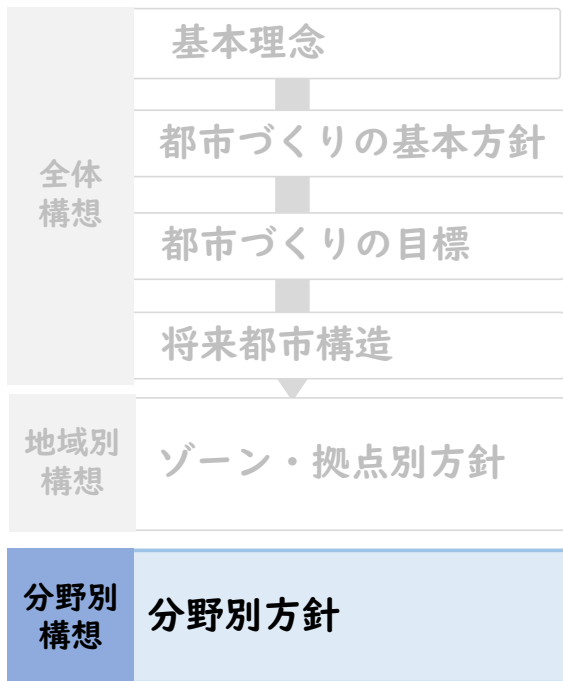 全体
構想
基本理念
都市づくりの基本方針
都市づくりの目標
将来都市構造
地域別
構想
ゾーン・拠点別方針
分野別
構想
分野別方針